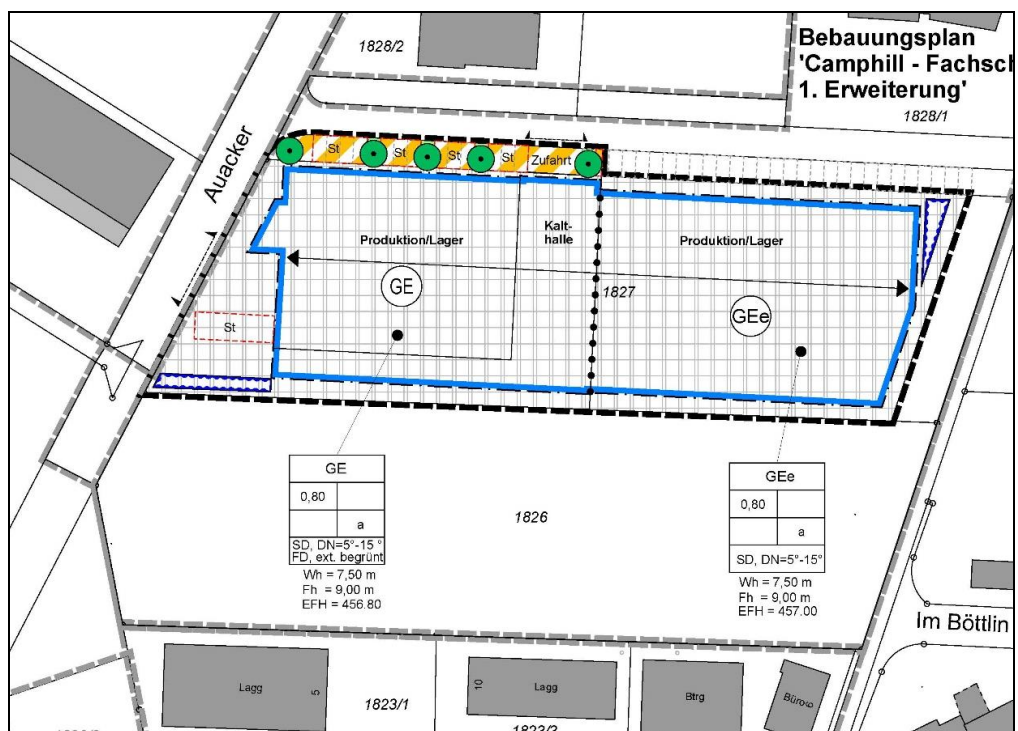 Bebauungsplan
'Camphill - Fachsch
1. Erweiterung'
1828/2
1828/1
Auacker
St
St
St
St
Zufahrt
Produktion/Lager
Kalt-
halle
Produktion/Lager
GE
1827
GEe
St
GE
0,80
a
SD, DN=5°-15°
FD, ext. begrünt
Wh = 7,50 m
Fh = 9,00 m
EFH = 456.80
GEe
0,80
a
SD, DN=5°-15°
Wh = 7,50 m
Fh = 9,00 m
EFH = 457.00
1826
Im Böttlin
Lagg
5
1823/1
10
Lagg
Btrg
Büro